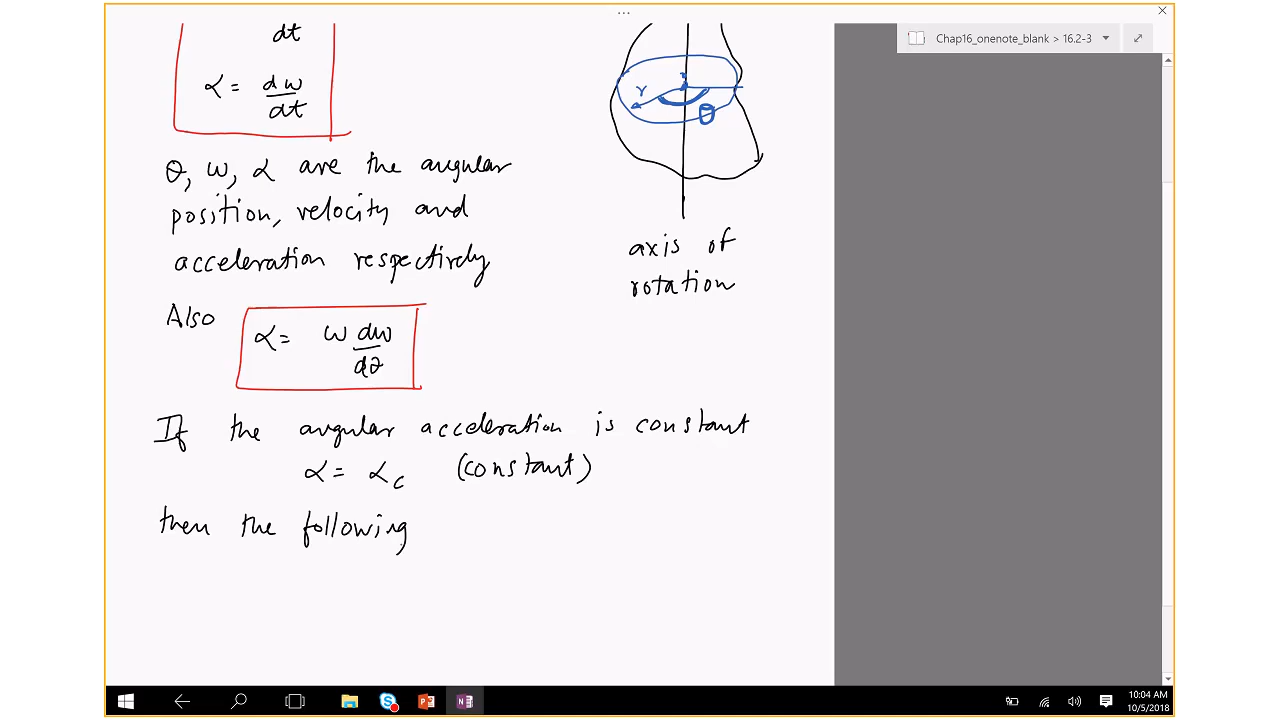 ...
Chap16_onenote_blank > 16.2-3
dt
α = dω
dt
r
θ
θ, ω, α are the angular
position, velocity and
acceleration respectively
axis of
rotation
Also
α = ω dω
dθ
If the angular acceleration is constant
α = αc (constant)
then the following
10:04 AM
10/5/2018